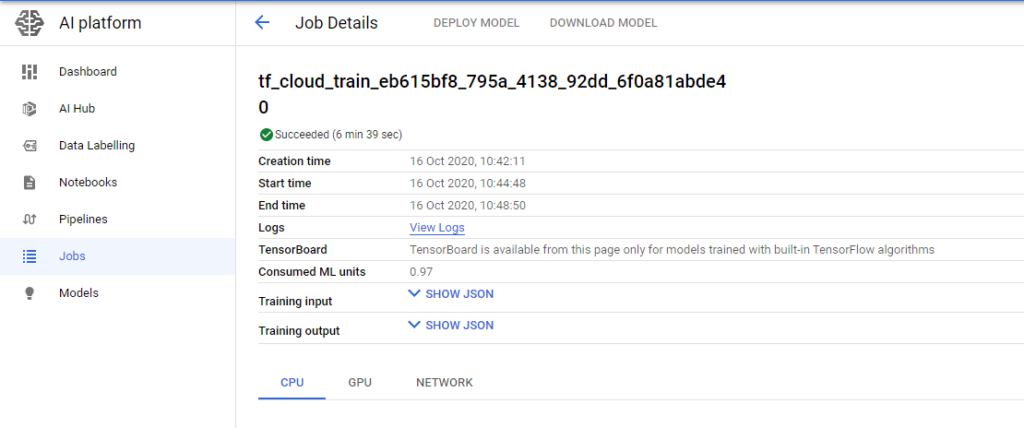 AI platform
Job Details
DEPLOY MODEL
DOWNLOAD MODEL
Dashboard
AI Hub
Data Labelling
Notebooks
Pipelines
Jobs
Models
tf_cloud_train_eb615bf8_795a_4138_92dd_6f0a81abde4
0
Succeeded (6 min 39 sec)
Creation time 16 Oct 2020, 10:42:11
Start time 16 Oct 2020, 10:44:48
End time 16 Oct 2020, 10:48:50
Logs View Logs
TensorBoard TensorBoard is available from this page only for models trained with built-in TensorFlow algorithms
Consumed ML units 0.97
Training input SHOW JSON
Training output SHOW JSON
CPU GPU NETWORK